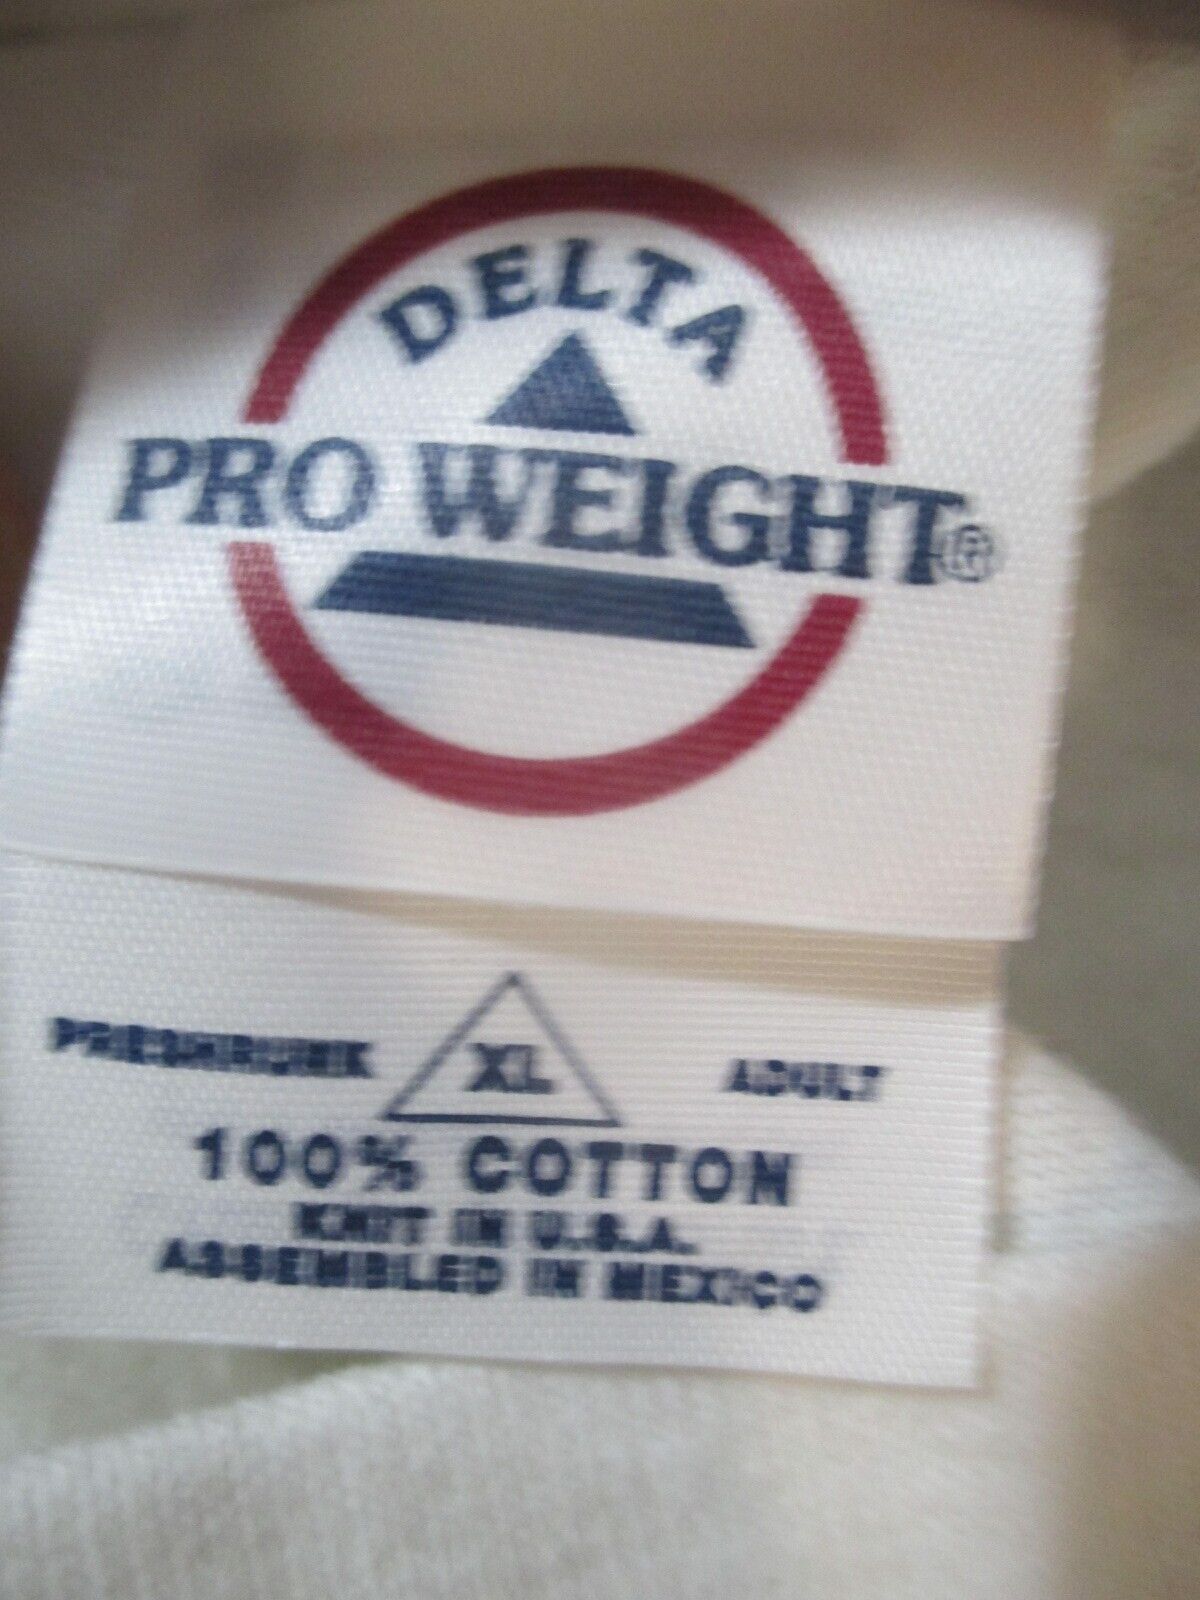 DELTA
PRO WEIGHT®
PRESHRUNK XL ADULT
100% COTTON
KNIT IN U.S.A.
ASSEMBLED IN MEXICO